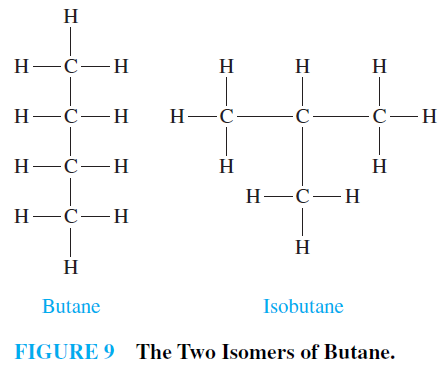 H
H C H
H C H
H C H
H C H
H
H H H
H C C C H
H H
H C H
H
Butane
Isobutane
FIGURE 9 The Two Isomers of Butane.